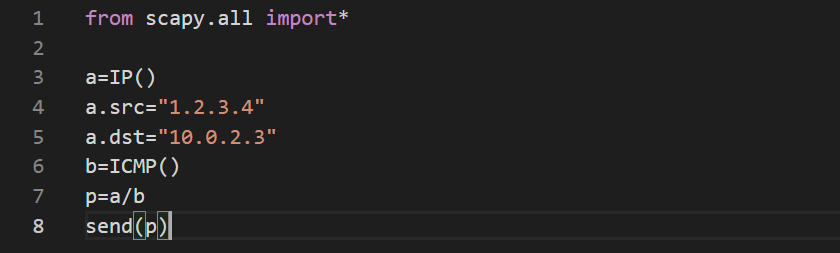 1 from scapy.all import*
2
3 a=IP()
4 a.src="1.2.3.4"
5 a.dst="10.0.2.3"
6 b=ICMP()
7 p=a/b
8 send(p)